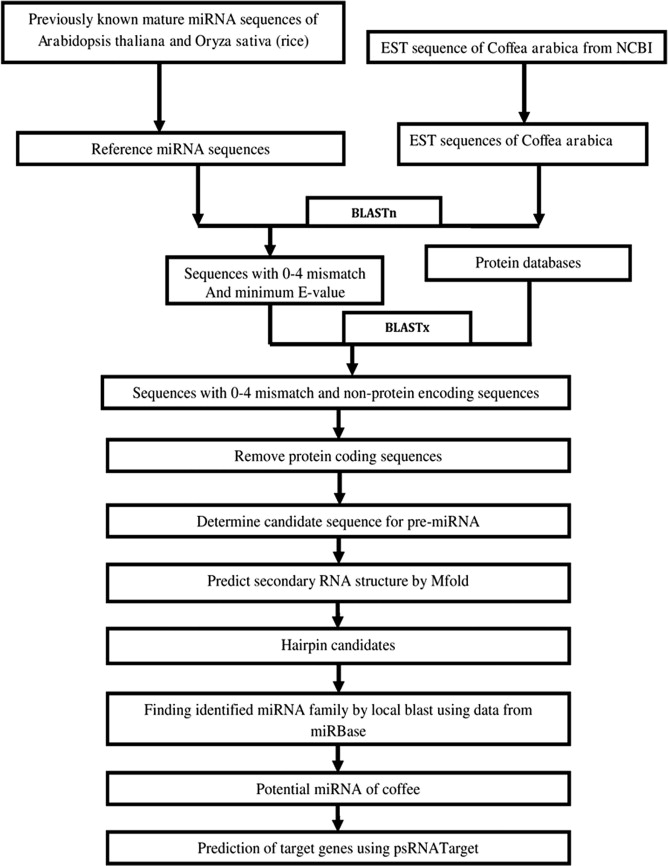 Previously known mature miRNA sequences of
Arabidopsis thaliana and Oryza sativa (rice)
EST sequence of Coffea arabica from NCBI
Reference miRNA sequences
EST sequences of Coffea arabica
BLASTn
Sequences with 0-4 mismatch
And minimum E-value
Protein databases
BLASTx
Sequences with 0-4 mismatch and non-protein encoding sequences
Remove protein coding sequences
Determine candidate sequence for pre-miRNA
Predict secondary RNA structure by Mfold
Hairpin candidates
Finding identified miRNA family by local blast using data from
miRBase
Potential miRNA of coffee
Prediction of target genes using psRNATarget